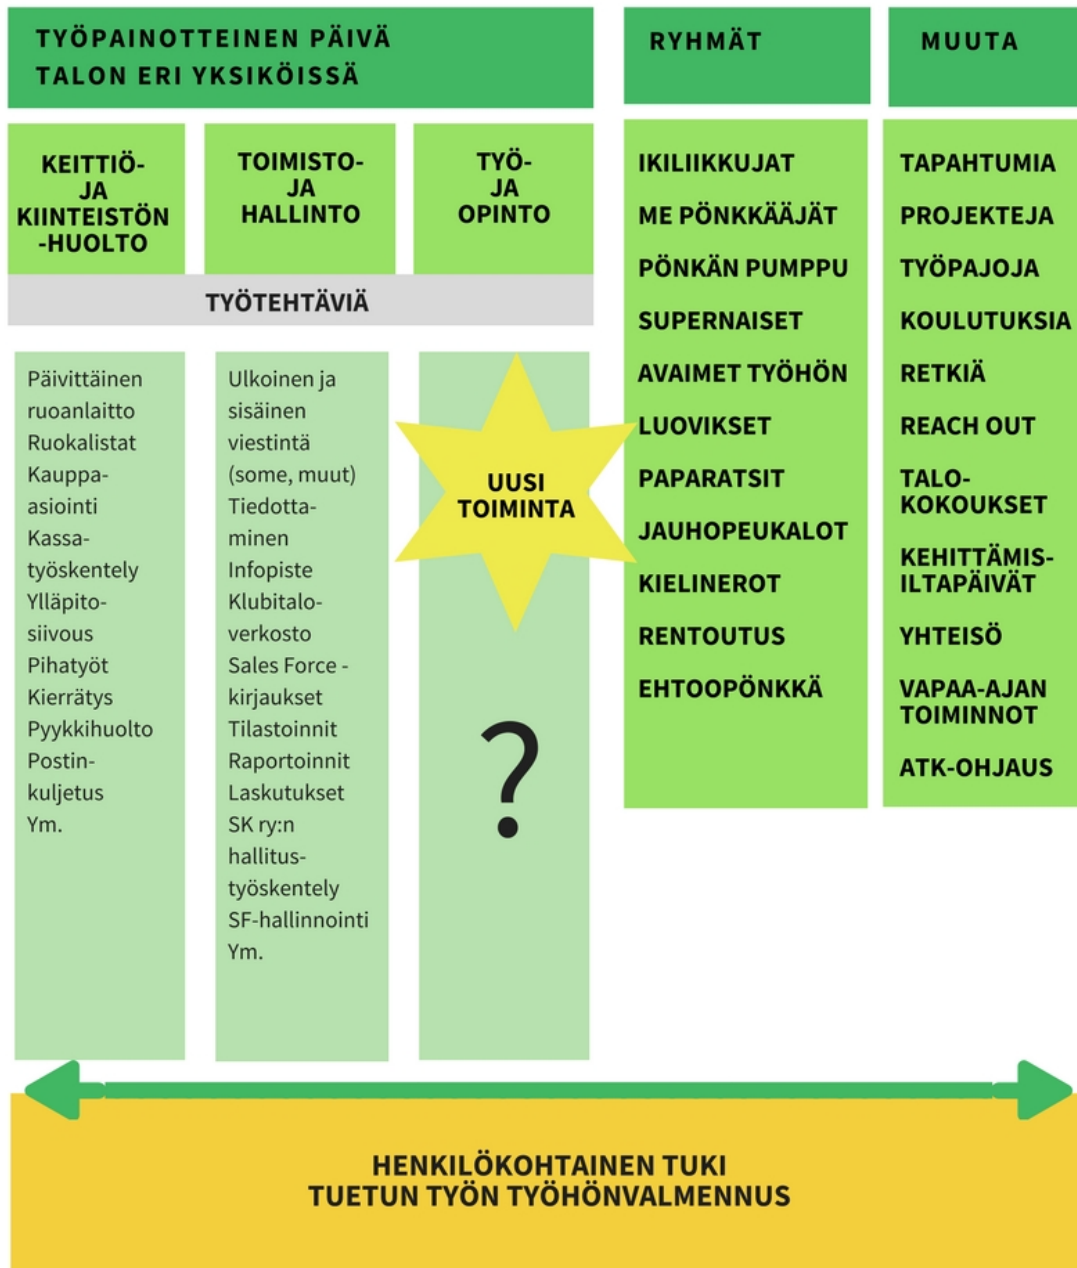 TYÖPAINOTTEINEN PÄIVÄ
TALON ERI YKSIKÖISSÄ
KEITTIÖ-
JA
KIINTEISTÖN
-HUOLTO
TOIMISTO-
JA
HALLINTO
TYÖ-
JA
OPINTO
TYÖTEHTÄVIÄ
Päivittäinen
ruoanlaitto
Ruokalistat
Kauppa-
asiointi
Kassa-
työskentely
Ylläpito-
siivous
Pihatyöt
Kierrätys
Pyykkihuolto
Postin-
kuljetus
Ym.
Ulkoinen ja
sisäinen
viestintä
(some, muut)
Tiedotta-
minen
Infopiste
Klubitalo-
verkosto
Sales Force -
kirjaukset
Tilastoinnit
Raportoinnit
Laskutukset
SK ry:n
hallitus-
työskentely
SF-hallinnointi
Ym.
UUSI
TOIMINTA
?
RYHMÄT
IKILIIKKUJAT
ME PÖNKKÄÄJÄT
PÖNKÄN PUMPPU
SUPERNAISET
AVAIMET TYÖHÖN
LUOVIKSET
PAPARATSIT
JAUHOPEUKALOT
KIELINEROT
RENTOUTUS
EHTOOPÖNKKÄ
MUUTA
TAPAHTUMIA
PROJEKTEJA
TYÖPAJOJA
KOULUTUKSIA
RETKIÄ
REACH OUT
TALO-
KOKOUKSET
KEHITTÄMIS-
ILTAPÄIVÄT
YHTEISÖ
VAPAA-AJAN
TOIMINNOT
ATK-OHJAUS
HENKILÖKOHTAINEN TUKI
TUETUN TYÖN TYÖHÖNVALMENNUS